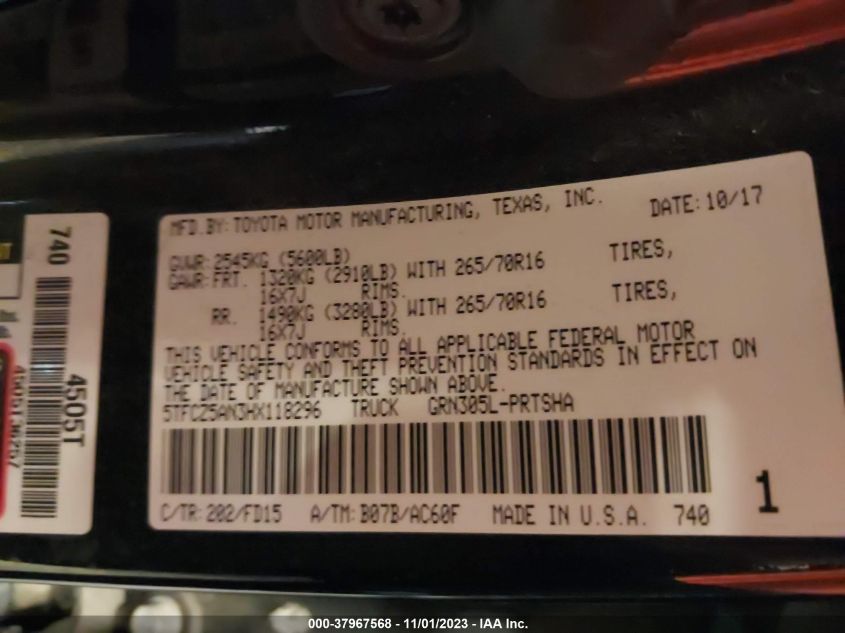 MFD.BY: TOYOTA MOTOR MANUFACTURING, TEXAS, INC. DATE: 10/17
GVWR: 2545KG (5600LB)
GAWR: FRT. 1320KG (2910LB) WITH 265/70R16 TIRES,
16X7J RIMS.
RR. 1490KG (3280LB) WITH 265/70R16 TIRES,
16X7J RIMS.
THIS VEHICLE CONFORMS TO ALL APPLICABLE FEDERAL MOTOR
VEHICLE SAFETY AND THEFT PREVENTION STANDARDS IN EFFECT ON
THE DATE OF MANUFACTURE SHOWN ABOVE.
5TFCZ5AN3HX118296 TRUCK GRN305L-PRTSHA
C/TR: 202/FD15 A/TM: B07B/AC60F MADE IN U.S.A. 740
1
740
4505T
000-37967568 - 11/01/2023 - IAA Inc.